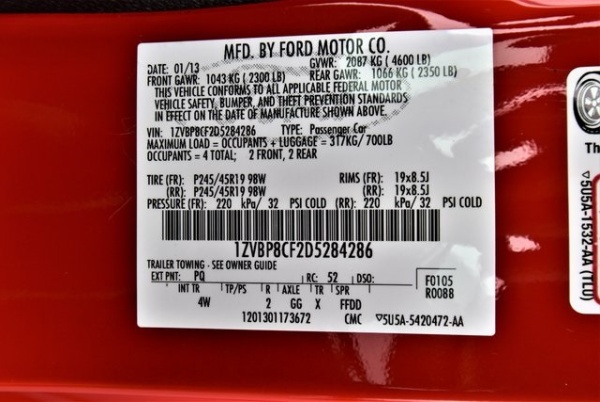 MFD. BY FORD MOTOR CO.
DATE: 01/13 GVWR: 2087 KG ( 4600 LB)
FRONT GAWR: 1043 KG ( 2300 LB) REAR GAWR: 1066 KG ( 2350 LB)
THIS VEHICLE CONFORMS TO ALL APPLICABLE FEDERAL MOTOR
VEHICLE SAFETY, BUMPER, AND THEFT PREVENTION STANDARDS
IN EFFECT ON THE DATE OF MANUFACTURE SHOWN ABOVE.
VIN: 1ZVBP8CF2D5284286 TYPE: Passenger Car
MAXIMUM LOAD = OCCUPANTS + LUGGAGE = 317KG/ 700LB
OCCUPANTS = 4 TOTAL; 2 FRONT, 2 REAR
TIRE (FR): P245/45R19 98W RIMS (FR): 19x8.5J
(RR): P245/45R19 98W (RR): 19x8.5J
PRESSURE (FR): 220 kPa/ 32 PSI COLD (RR): 220 kPa/ 32 PSI COLD
1ZVBP8CF2D5284286
TRAILER TOWING - SEE OWNER GUIDE
EXT PNT: PQ RC: 52 DSO: F0105
INT TR TP/PS R AXLE TR SPR R0088
4W 2 GG X FFDD
1201301173672 CMC ▽5U5A-5420472-AA
Th
▽5U5A-1532-AA (TLU)